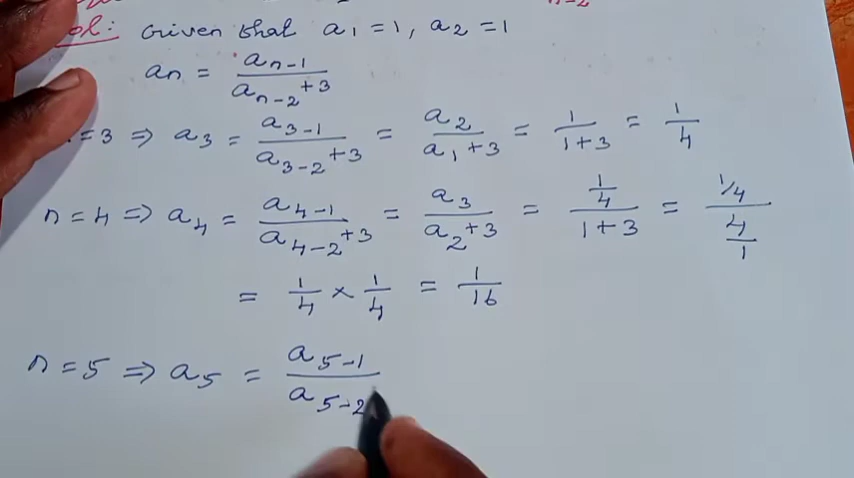 ol: Given that a₁ = 1, a₂ = 1
aₙ = aₙ₋₁ / (aₙ₋₂ + 3)
= 3 ⇒ a₃ = a₃₋₁ / (a₃₋₂ + 3) = a₂ / (a₁ + 3) = 1 / (1 + 3) = 1/4
n = 4 ⇒ a₄ = a₄₋₁ / (a₄₋₂ + 3) = a₃ / (a₂ + 3) = (1/4) / (1 + 3) = (1/4) / (4/1)
= 1/4 × 1/4 = 1/16
n = 5 ⇒ a₅ = a₅₋₁ / a₅₋₂